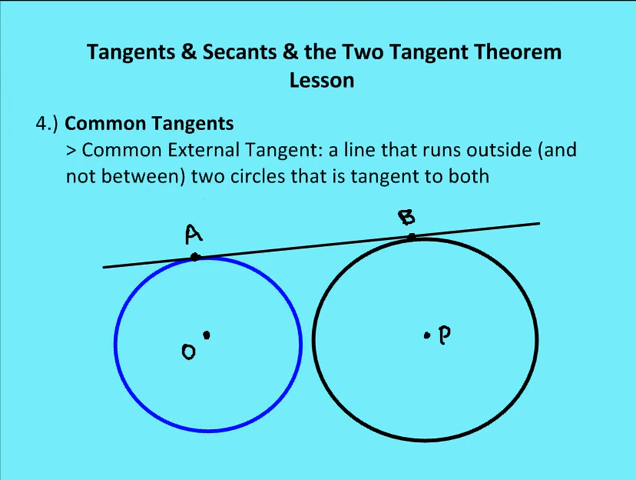 Tangents & Secants & the Two Tangent Theorem
Lesson
4.) Common Tangents
> Common External Tangent: a line that runs outside (and
not between) two circles that is tangent to both
A
B
O
P